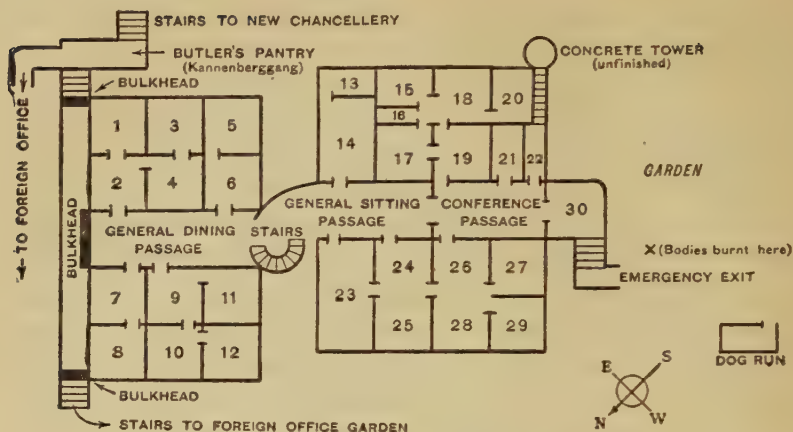 STAIRS TO NEW CHANCELLERY
BUTLER'S PANTRY
(Kannenberggang)
BULKHEAD
CONCRETE TOWER
(unfinished)
TO FOREIGN OFFICE
BULKHEAD
1
3
5
2
4
6
GENERAL DINING
PASSAGE
STAIRS
7
9
11
8
10
12
BULKHEAD
STAIRS TO FOREIGN OFFICE GARDEN
13
15
18
20
16
14
17
19
21
22
GENERAL SITTING
PASSAGE
CONFERENCE
PASSAGE
30
24
26
27
23
25
28
29
GARDEN
X (Bodies burnt here)
EMERGENCY EXIT
DOG RUN
E
S
N
W